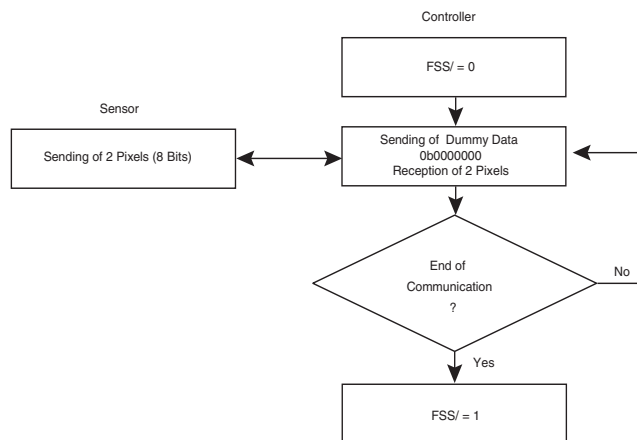 Controller
FSS/ = 0
Sensor
Sending of 2 Pixels (8 Bits)
Sending of Dummy Data
0b0000000
Reception of 2 Pixels
End of
Communication
?
No
Yes
FSS/ = 1